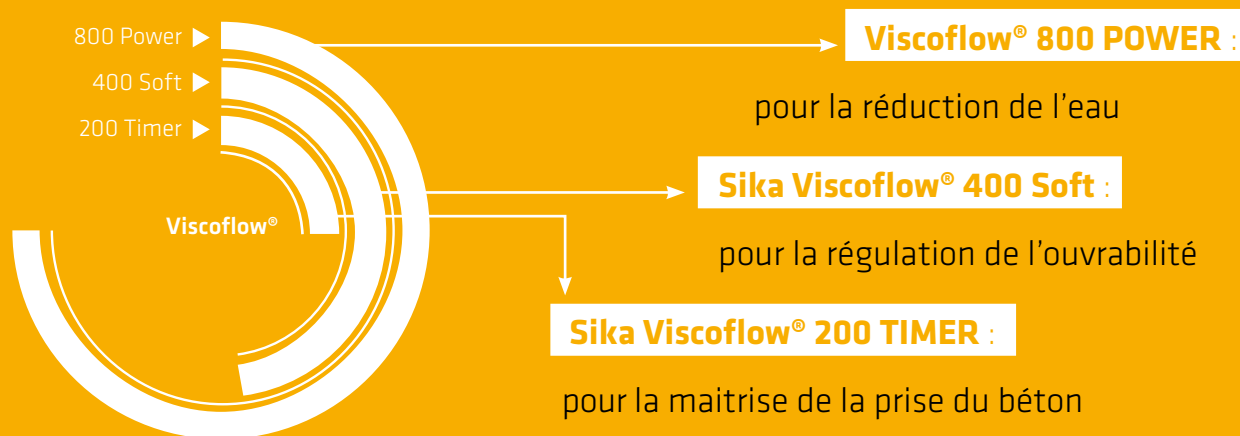 800 Power
400 Soft
200 Timer
Viscoflow®
Viscoflow® 800 POWER :
pour la réduction de l'eau
Sika Viscoflow® 400 Soft :
pour la régulation de l'ouvrabilité
Sika Viscoflow® 200 TIMER :
pour la maitrise de la prise du béton